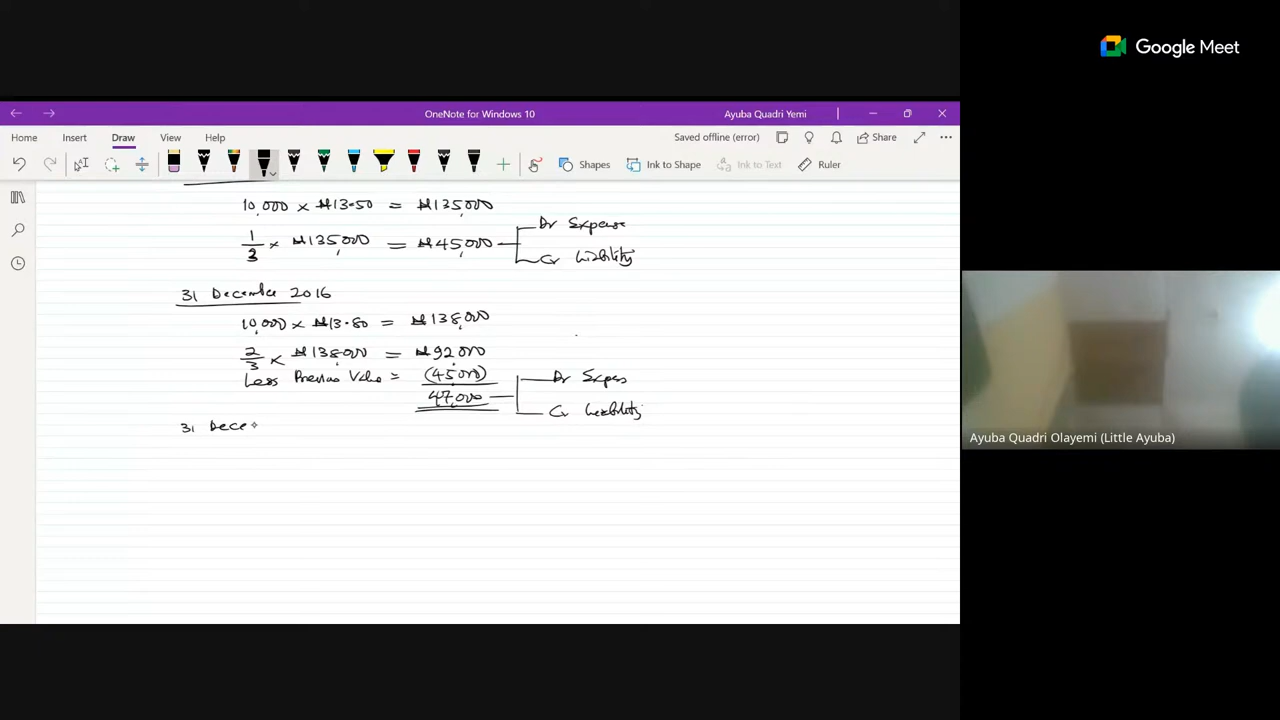 Google Meet
OneNote for Windows 10
Ayuba Quadri Yemi
Home Insert Draw View Help
Saved offline (error)
Share
Shapes
Ink to Shape
Ink to Text
Ruler
10,000 × ₦13.50 = ₦135,000
1/3 × ₦135,000 = ₦45,000
Dr Expense
Cr Liability
31 December 2016
10,000 × ₦13.80 = ₦138,000
2/3 × ₦138,000 = ₦92,000
Less Previous Value = (45,000)
47,000
Dr Expens
Cr Liability
31 Dece
Ayuba Quadri Olayemi (Little Ayuba)